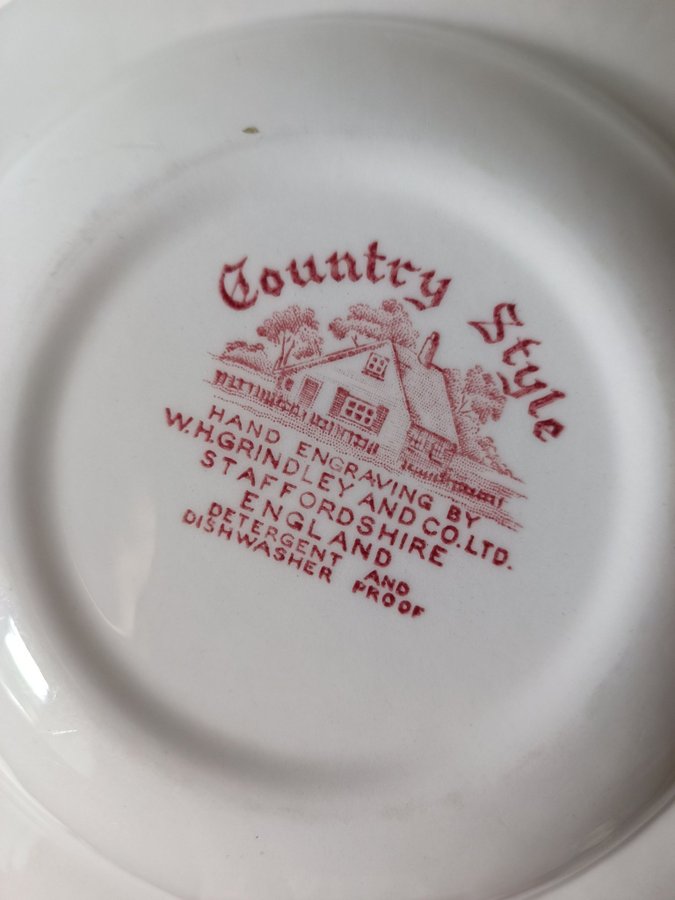 Country Style
HAND ENGRAVING BY
W.H.GRINDLEY AND CO.LTD.
STAFFORDSHIRE
ENGLAND
DETERGENT AND
DISHWASHER PROOF